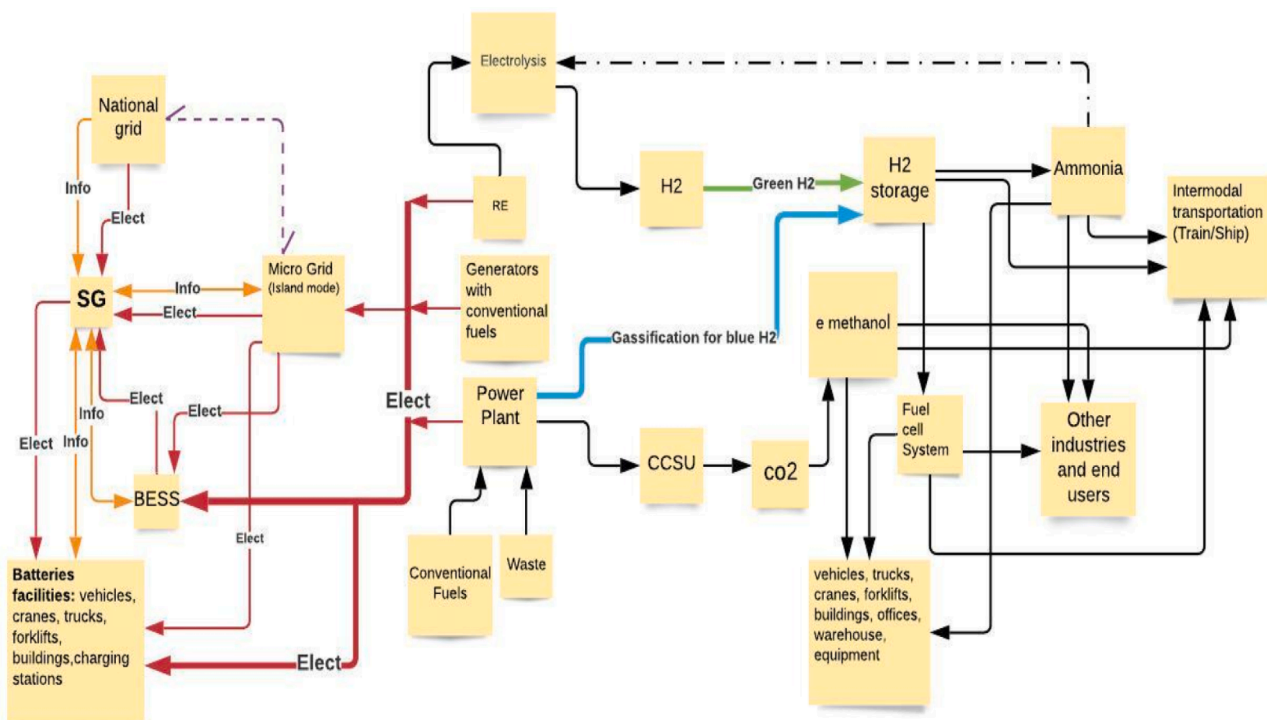 Electrolysis
National
grid
Info
Elect
SG
Info
Elect
Micro Grid
(Island mode)
RE
Generators
with
conventional
fuels
H2
Green H2
H2
storage
Ammonia
Intermodal
transportation
(Train/Ship)
Gassification for blue H2
e methanol
Elect
Power
Plant
Elect
Elect
Info
Elect
Info
BESS
CCSU
co2
Fuel
cell
System
Other
industries
and end
users
Elect
Conventional
Fuels
Waste
Batteries
facilities: vehicles,
cranes, trucks,
forklifts,
buildings,charging
stations
Elect
vehicles, trucks,
cranes, forklifts,
buildings, offices,
warehouse,
equipment